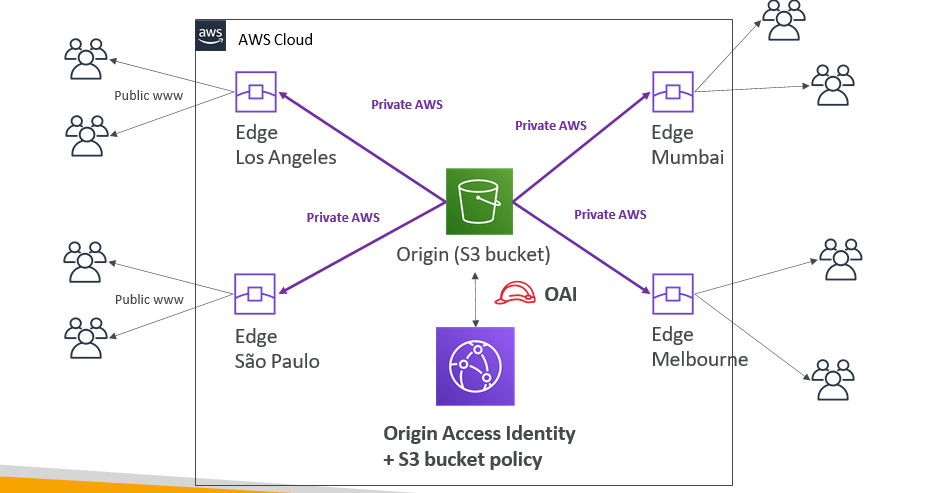 aws
AWS Cloud
Public www
Private AWS
Private AWS
Edge
Los Angeles
Edge
Mumbai
Private AWS
Private AWS
Origin (S3 bucket)
Public www
OAI
Edge
São Paulo
Edge
Melbourne
Origin Access Identity
+ S3 bucket policy